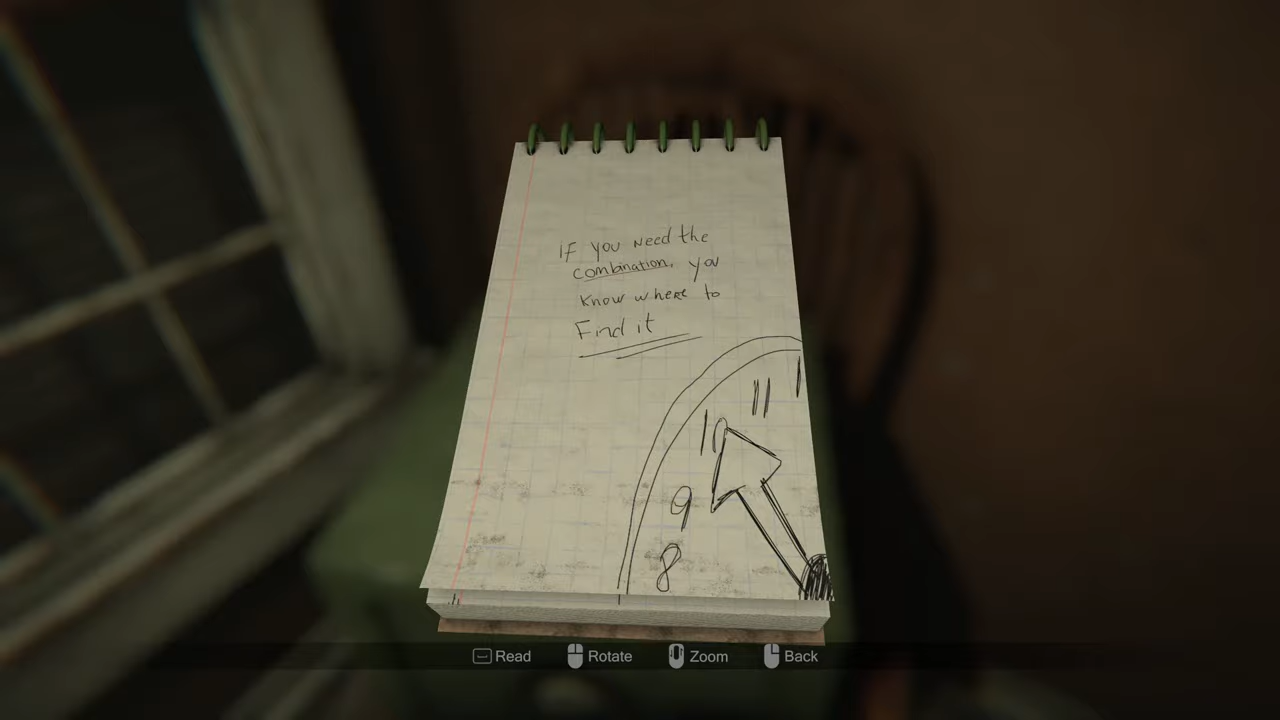 If you need the
combination, you
know where to
Find it
11
10
9
8
Read Rotate Zoom Back